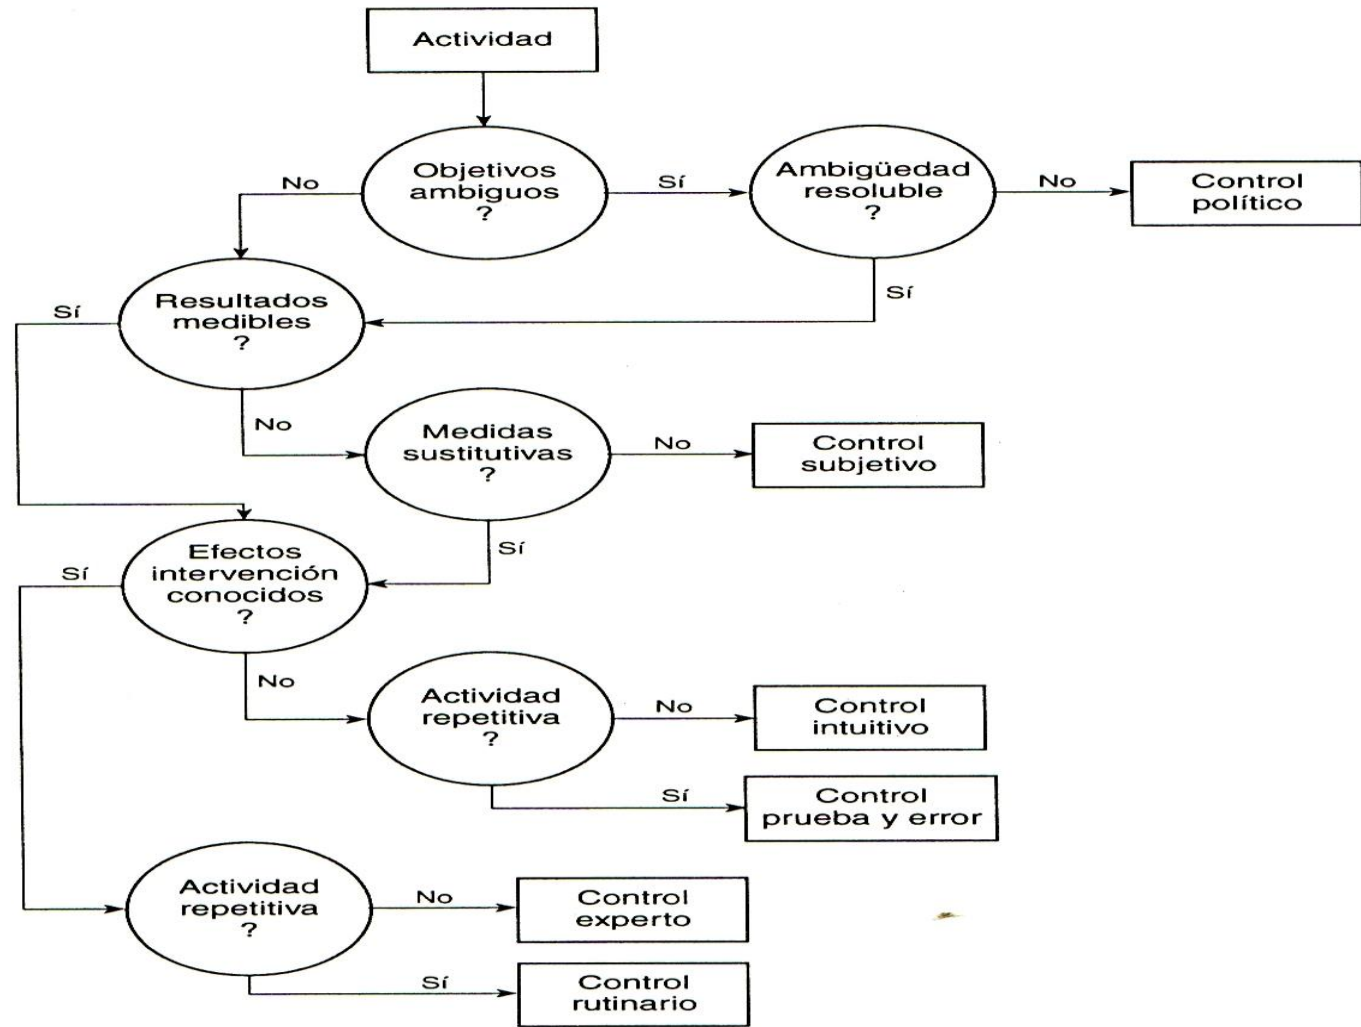 Actividad
Objetivos
ambiguos
?
No
Sí
Ambigüedad
resoluble
?
No
Control
político
Sí
Resultados
medibles
?
Sí
No
Medidas
sustitutivas
?
No
Control
subjetivo
Sí
Efectos
intervención
conocidos
?
Sí
No
Actividad
repetitiva
?
No
Control
intuitivo
Sí
Control
prueba y error
Actividad
repetitiva
?
No
Control
experto
Sí
Control
rutinario